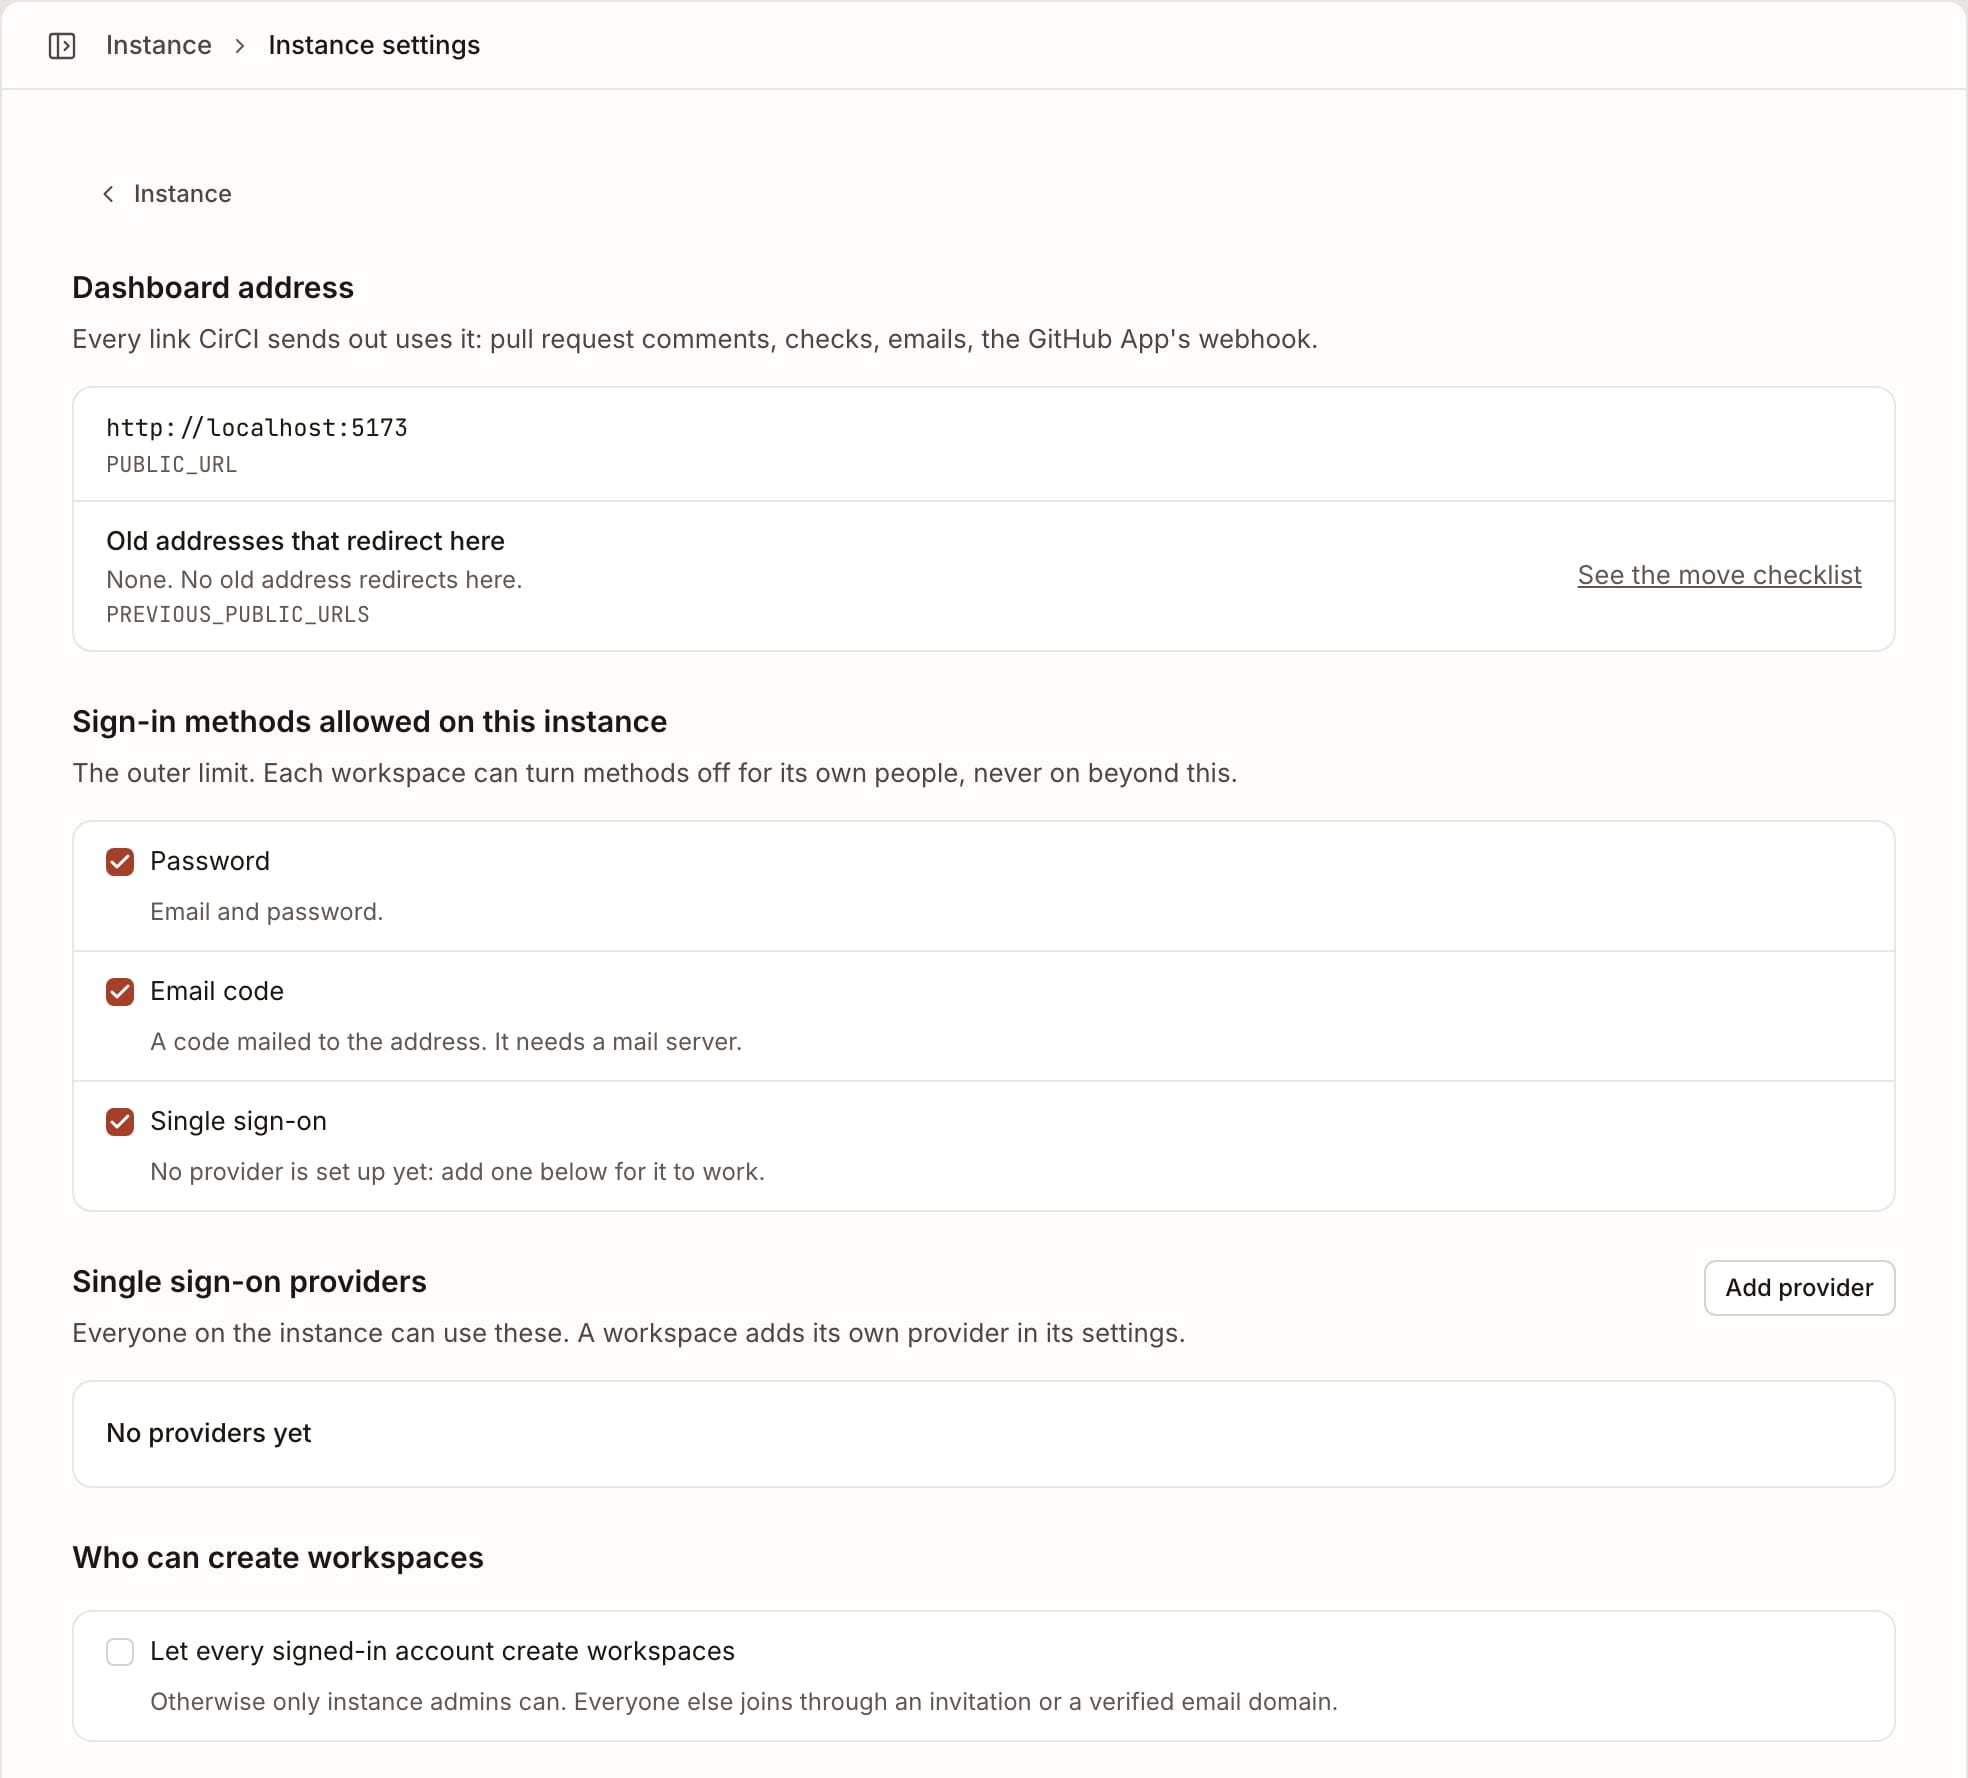 Instance > Instance settings
Instance
Dashboard address
Every link CirCI sends out uses it: pull request comments, checks, emails, the GitHub App's webhook.
http://localhost:5173
PUBLIC_URL
Old addresses that redirect here
None. No old address redirects here.
PREVIOUS_PUBLIC_URLS
See the move checklist
Sign-in methods allowed on this instance
The outer limit. Each workspace can turn methods off for its own people, never on beyond this.
Password
Email and password.
Email code
A code mailed to the address. It needs a mail server.
Single sign-on
No provider is set up yet: add one below for it to work.
Single sign-on providers
Add provider
Everyone on the instance can use these. A workspace adds its own provider in its settings.
No providers yet
Who can create workspaces
Let every signed-in account create workspaces
Otherwise only instance admins can. Everyone else joins through an invitation or a verified email domain.